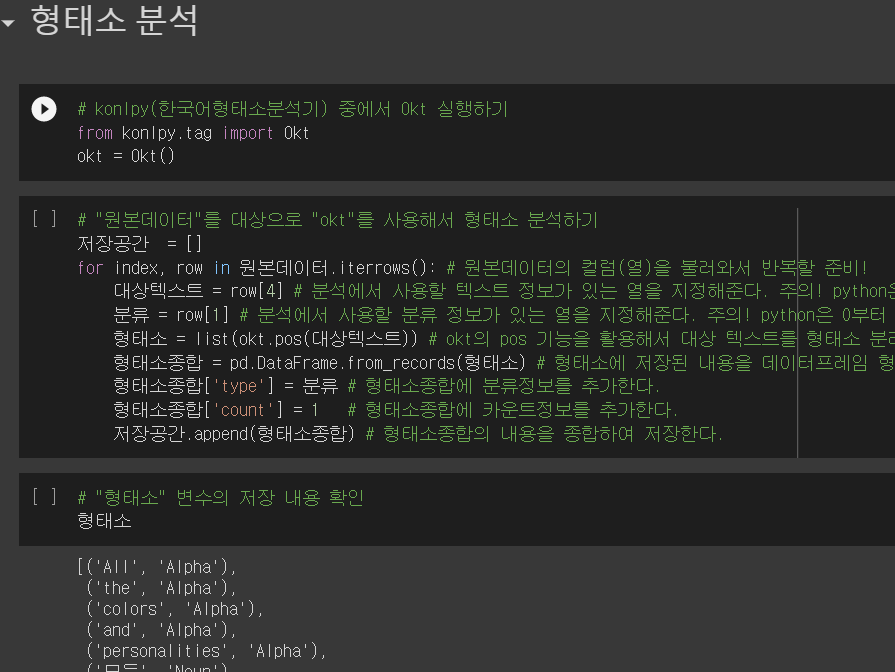 형태소 분석
# konlpy(한국어형태소분석기) 중에서 Okt 실행하기
from konlpy.tag import Okt
okt = Okt()
[ ] # "원본데이터"를 대상으로 "okt"를 사용해서 형태소 분석하기
저장공간 = []
for index, row in 원본데이터.iterrows(): # 원본데이터의 컬럼(열)을 불러와서 반복할 준비!
대상텍스트 = row[4] # 분석에서 사용할 텍스트 정보가 있는 열을 지정해준다. 주의! python은
분류 = row[1] # 분석에서 사용할 분류 정보가 있는 열을 지정해준다. 주의! python은 0부터
형태소 = list(okt.pos(대상텍스트)) # okt의 pos 기능을 활용해서 대상 텍스트를 형태소 분
형태소종합 = pd.DataFrame.from_records(형태소) # 형태소에 저장된 내용을 데이터프레임 형
형태소종합['type'] = 분류 # 형태소종합에 분류정보를 추가한다.
형태소종합['count'] = 1 # 형태소종합에 카운트정보를 추가한다.
저장공간.append(형태소종합) # 형태소종합의 내용을 종합하여 저장한다.
[ ] # "형태소" 변수의 저장 내용 확인
형태소
[('All', 'Alpha'),
('the', 'Alpha'),
('colors', 'Alpha'),
('and', 'Alpha'),
('personalities', 'Alpha'),
('모두', 'Noun'),